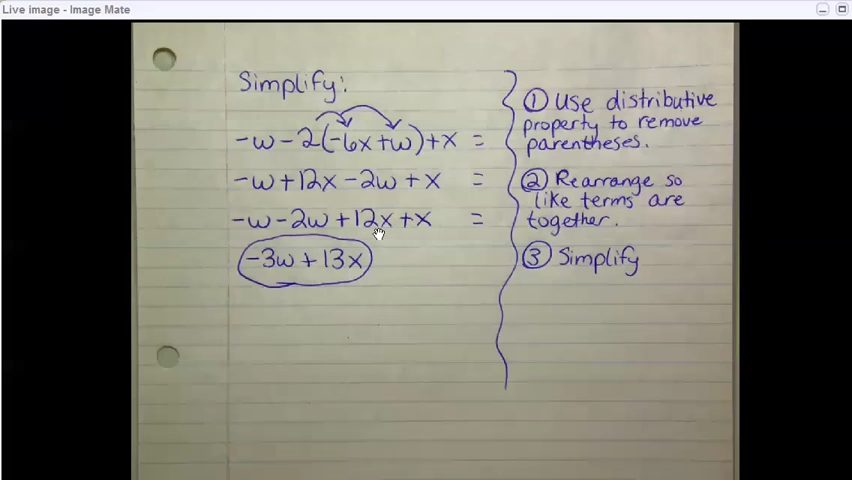 Live image - Image Mate
Simplify:
-w - 2(-6x + w) + x =
-w + 12x - 2w + x =
-w - 2w + 12x + x =
-3w + 13x
① Use distributive
property to remove
parentheses.
② Rearrange so
like terms are
together.
③ Simplify